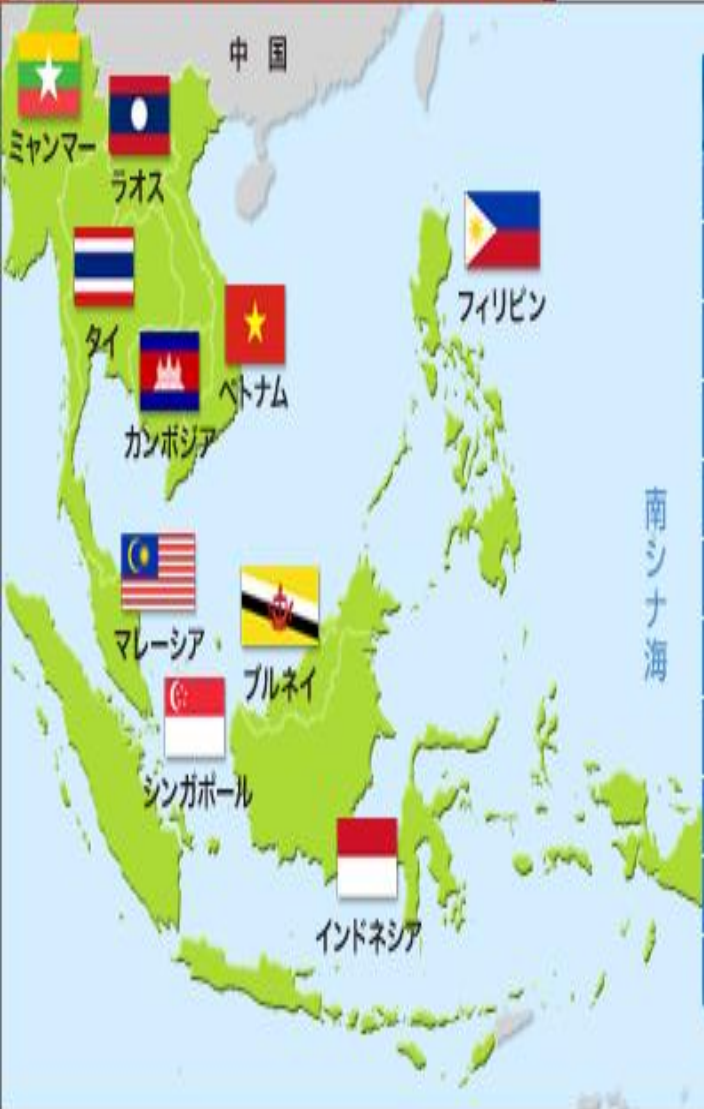 中国
ミャンマー
ラオス
フィリピン
タイ
ベトナム
カンボジア
南シナ海
マレーシア
ブルネイ
シンガポール
インドネシア